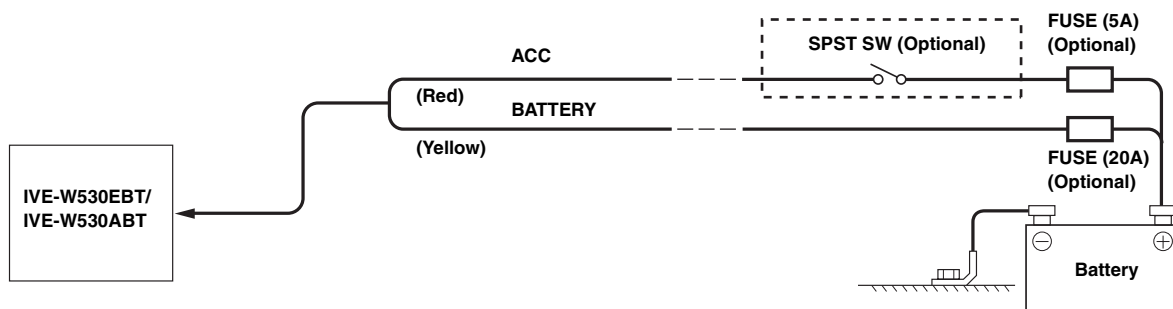 FUSE (5A)
(Optional)
SPST SW (Optional)
ACC
(Red)
BATTERY
(Yellow)
FUSE (20A)
(Optional)
IVE-W530EBT/
IVE-W530ABT
Battery